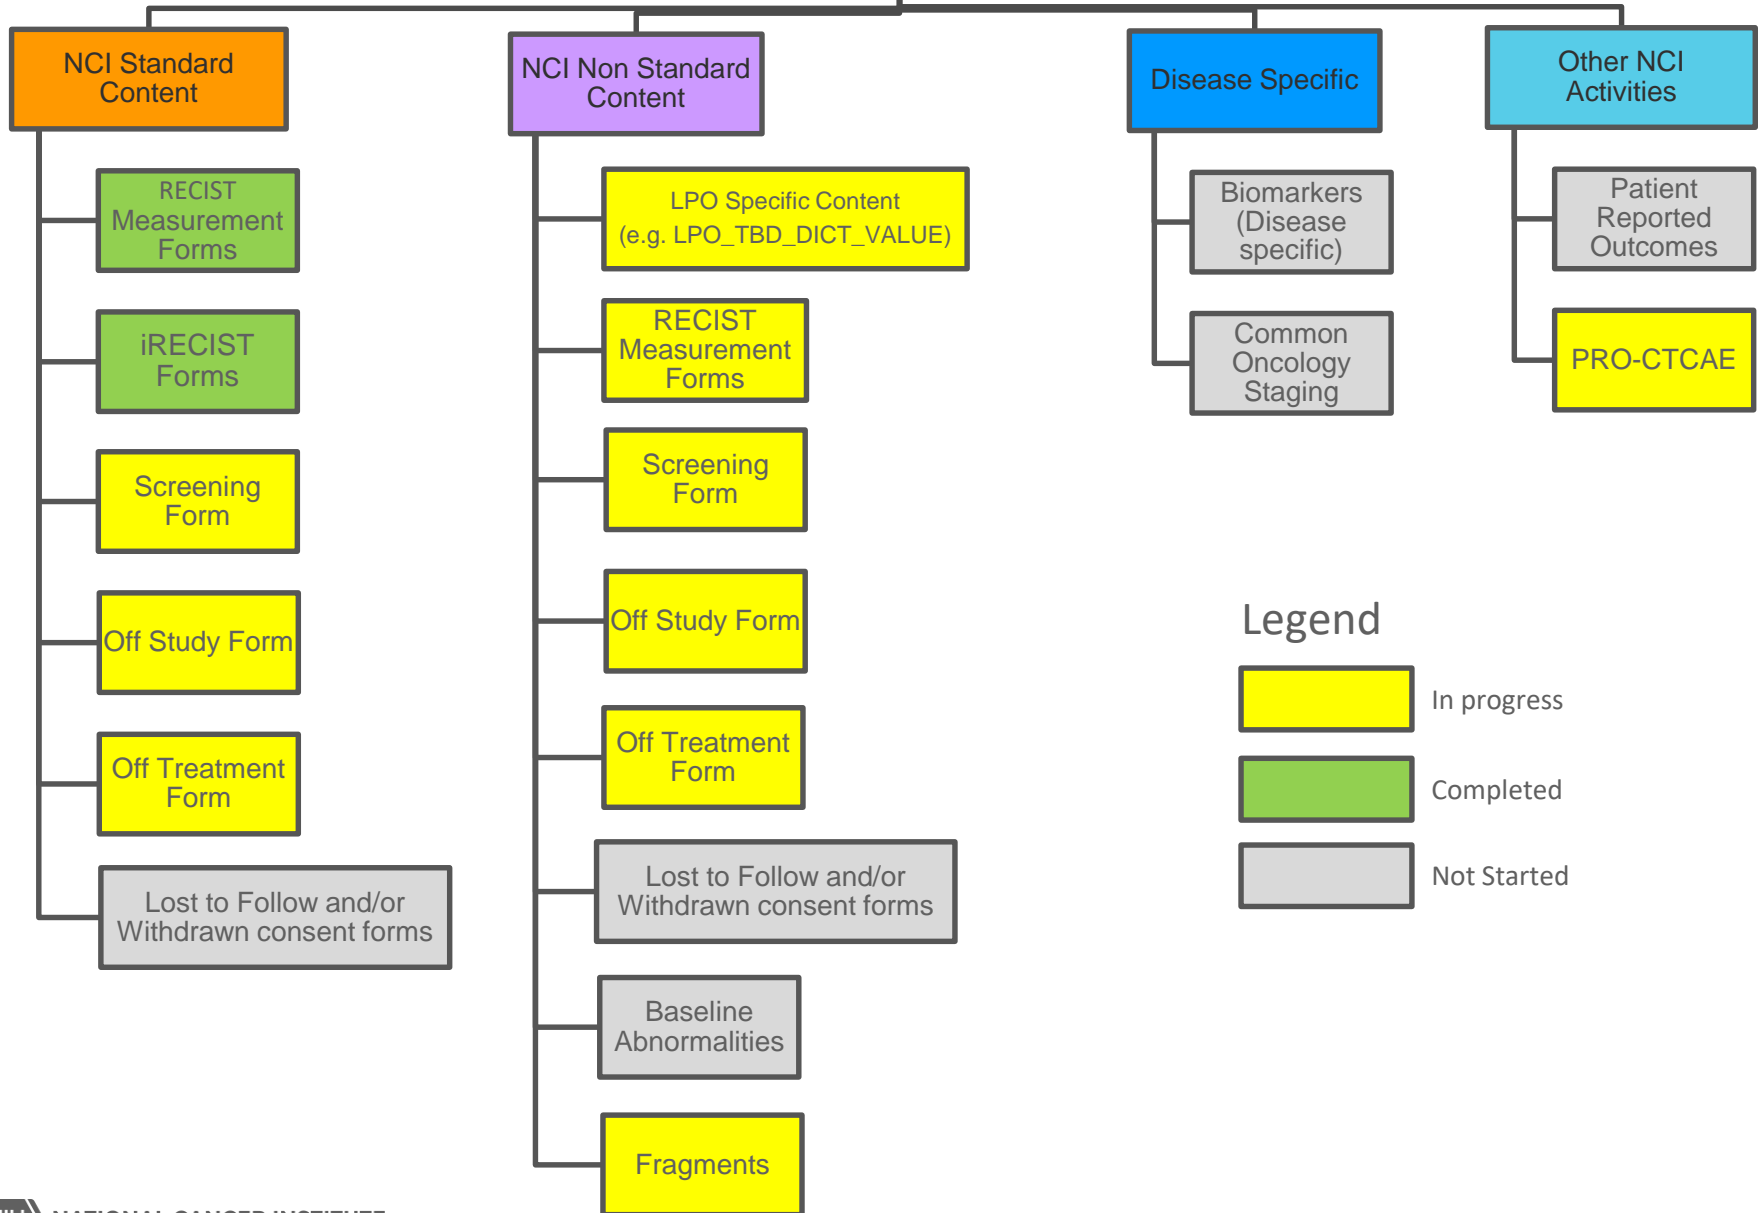 NCI Standard
Content
RECIST
Measurement
Forms
iRECIST
Forms
Screening
Form
Off Study Form
Off Treatment
Form
Lost to Follow and/or
Withdrawn consent forms
NCI Non Standard
Content
LPO Specific Content
(e.g. LPO_TBD_DICT_VALUE)
RECIST
Measurement
Forms
Screening
Form
Off Study Form
Off Treatment
Form
Lost to Follow and/or
Withdrawn consent forms
Baseline
Abnormalities
Fragments
Disease Specific
Biomarkers
(Disease
specific)
Common
Oncology
Staging
Other NCI
Activities
Patient
Reported
Outcomes
PRO-CTCAE
Legend
In progress
Completed
Not Started
NATIONAL CANCER INSTITUTE